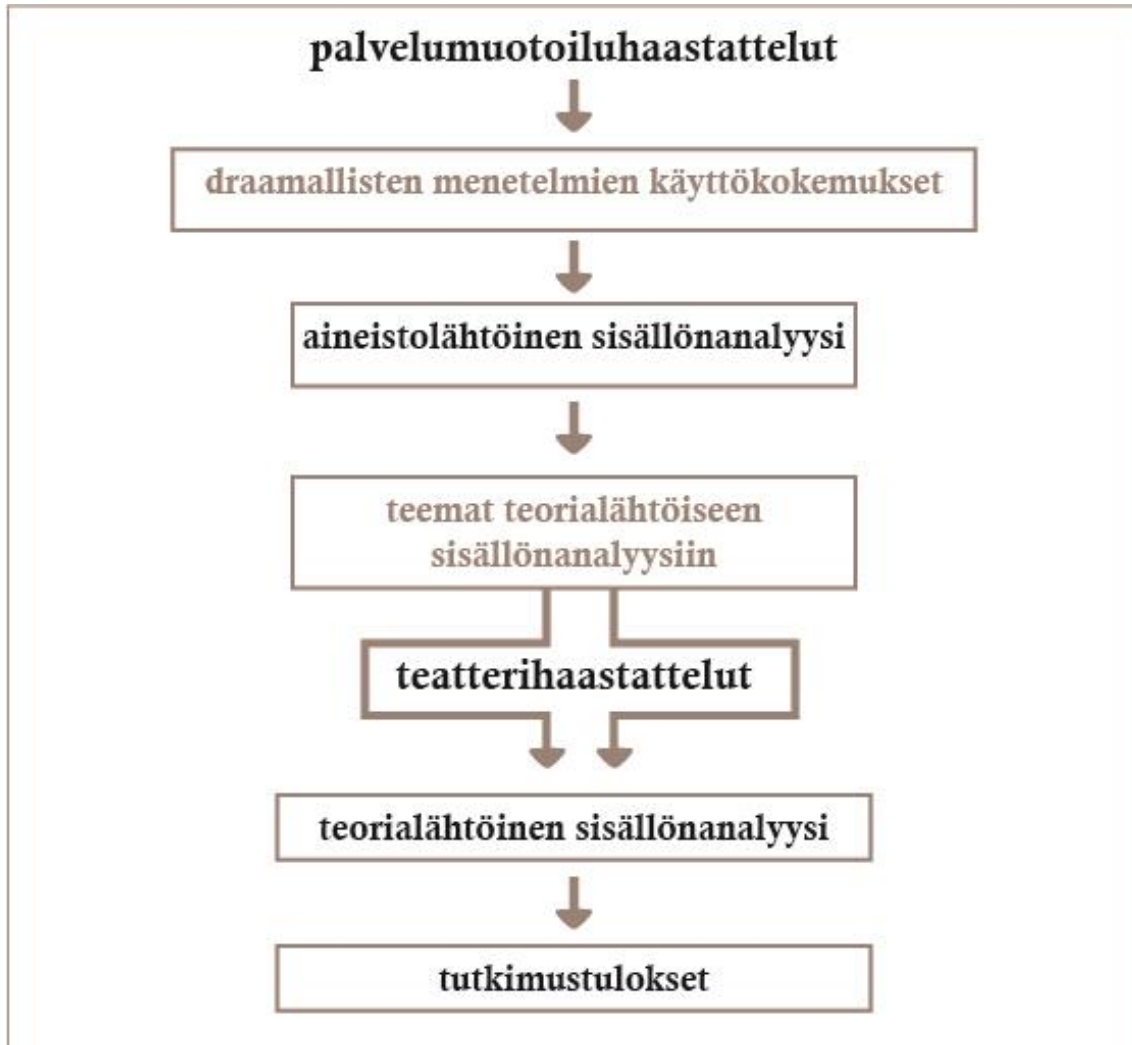 palvelumuotoiluhaastattelut
draamallisten menetelmien käyttökokemukset
aineistolähtöinen sisällönanalyysi
teemat teorialähtöiseen
sisällönanalyysiin
teatterihaastattelut
teorialähtöinen sisällönanalyysi
tutkimustulokset